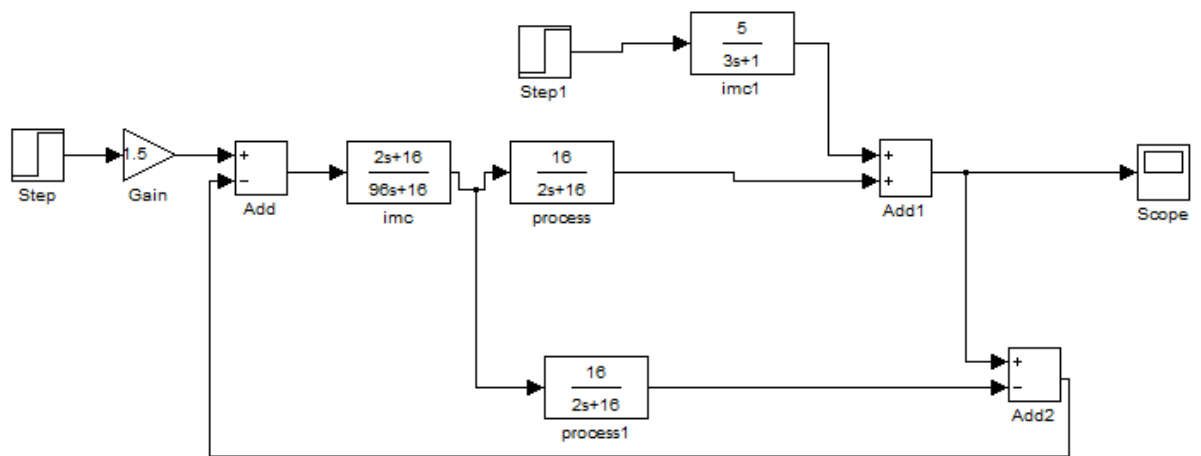 5
3s+1
imc1
Step1
Step
1.5
Gain
+
−
Add
2s+16
96s+16
imc
16
2s+16
process
+
+
Add1
Scope
16
2s+16
process1
+
−
Add2